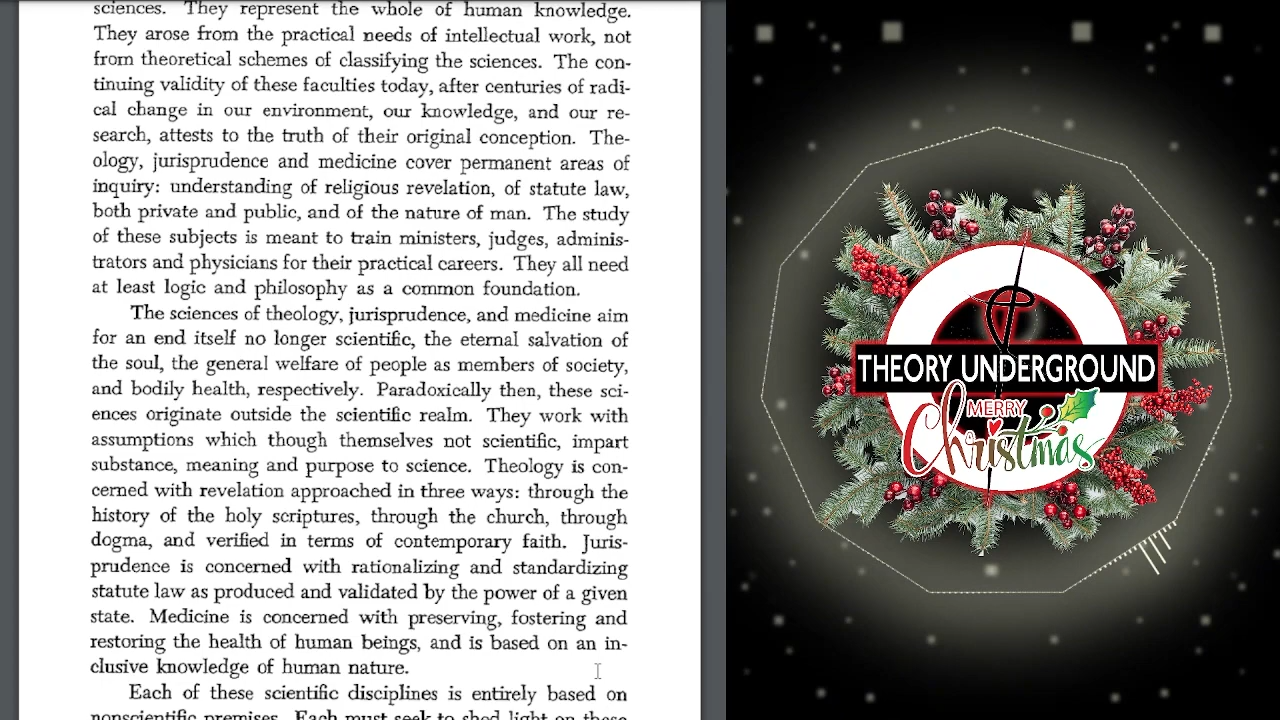 sciences. They represent the whole of human knowledge.
They arose from the practical needs of intellectual work, not
from theoretical schemes of classifying the sciences. The con-
tinuing validity of these faculties today, after centuries of radi-
cal change in our environment, our knowledge, and our re-
search, attests to the truth of their original conception. The-
ology, jurisprudence and medicine cover permanent areas of
inquiry: understanding of religious revelation, of statute law,
both private and public, and of the nature of man. The study
of these subjects is meant to train ministers, judges, adminis-
trators and physicians for their practical careers. They all need
at least logic and philosophy as a common foundation.
The sciences of theology, jurisprudence, and medicine aim
for an end itself no longer scientific, the eternal salvation of
the soul, the general welfare of people as members of society,
and bodily health, respectively. Paradoxically then, these sci-
ences originate outside the scientific realm. They work with
assumptions which though themselves not scientific, impart
substance, meaning and purpose to science. Theology is con-
cerned with revelation approached in three ways: through the
history of the holy scriptures, through the church, through
dogma, and verified in terms of contemporary faith. Juris-
prudence is concerned with rationalizing and standardizing
statute law as produced and validated by the power of a given
state. Medicine is concerned with preserving, fostering and
restoring the health of human beings, and is based on an in-
clusive knowledge of human nature.
Each of these scientific disciplines is entirely based on
nonscientific premises. Each must seek to shed light on these
THEORY UNDERGROUND
MERRY
Christmas